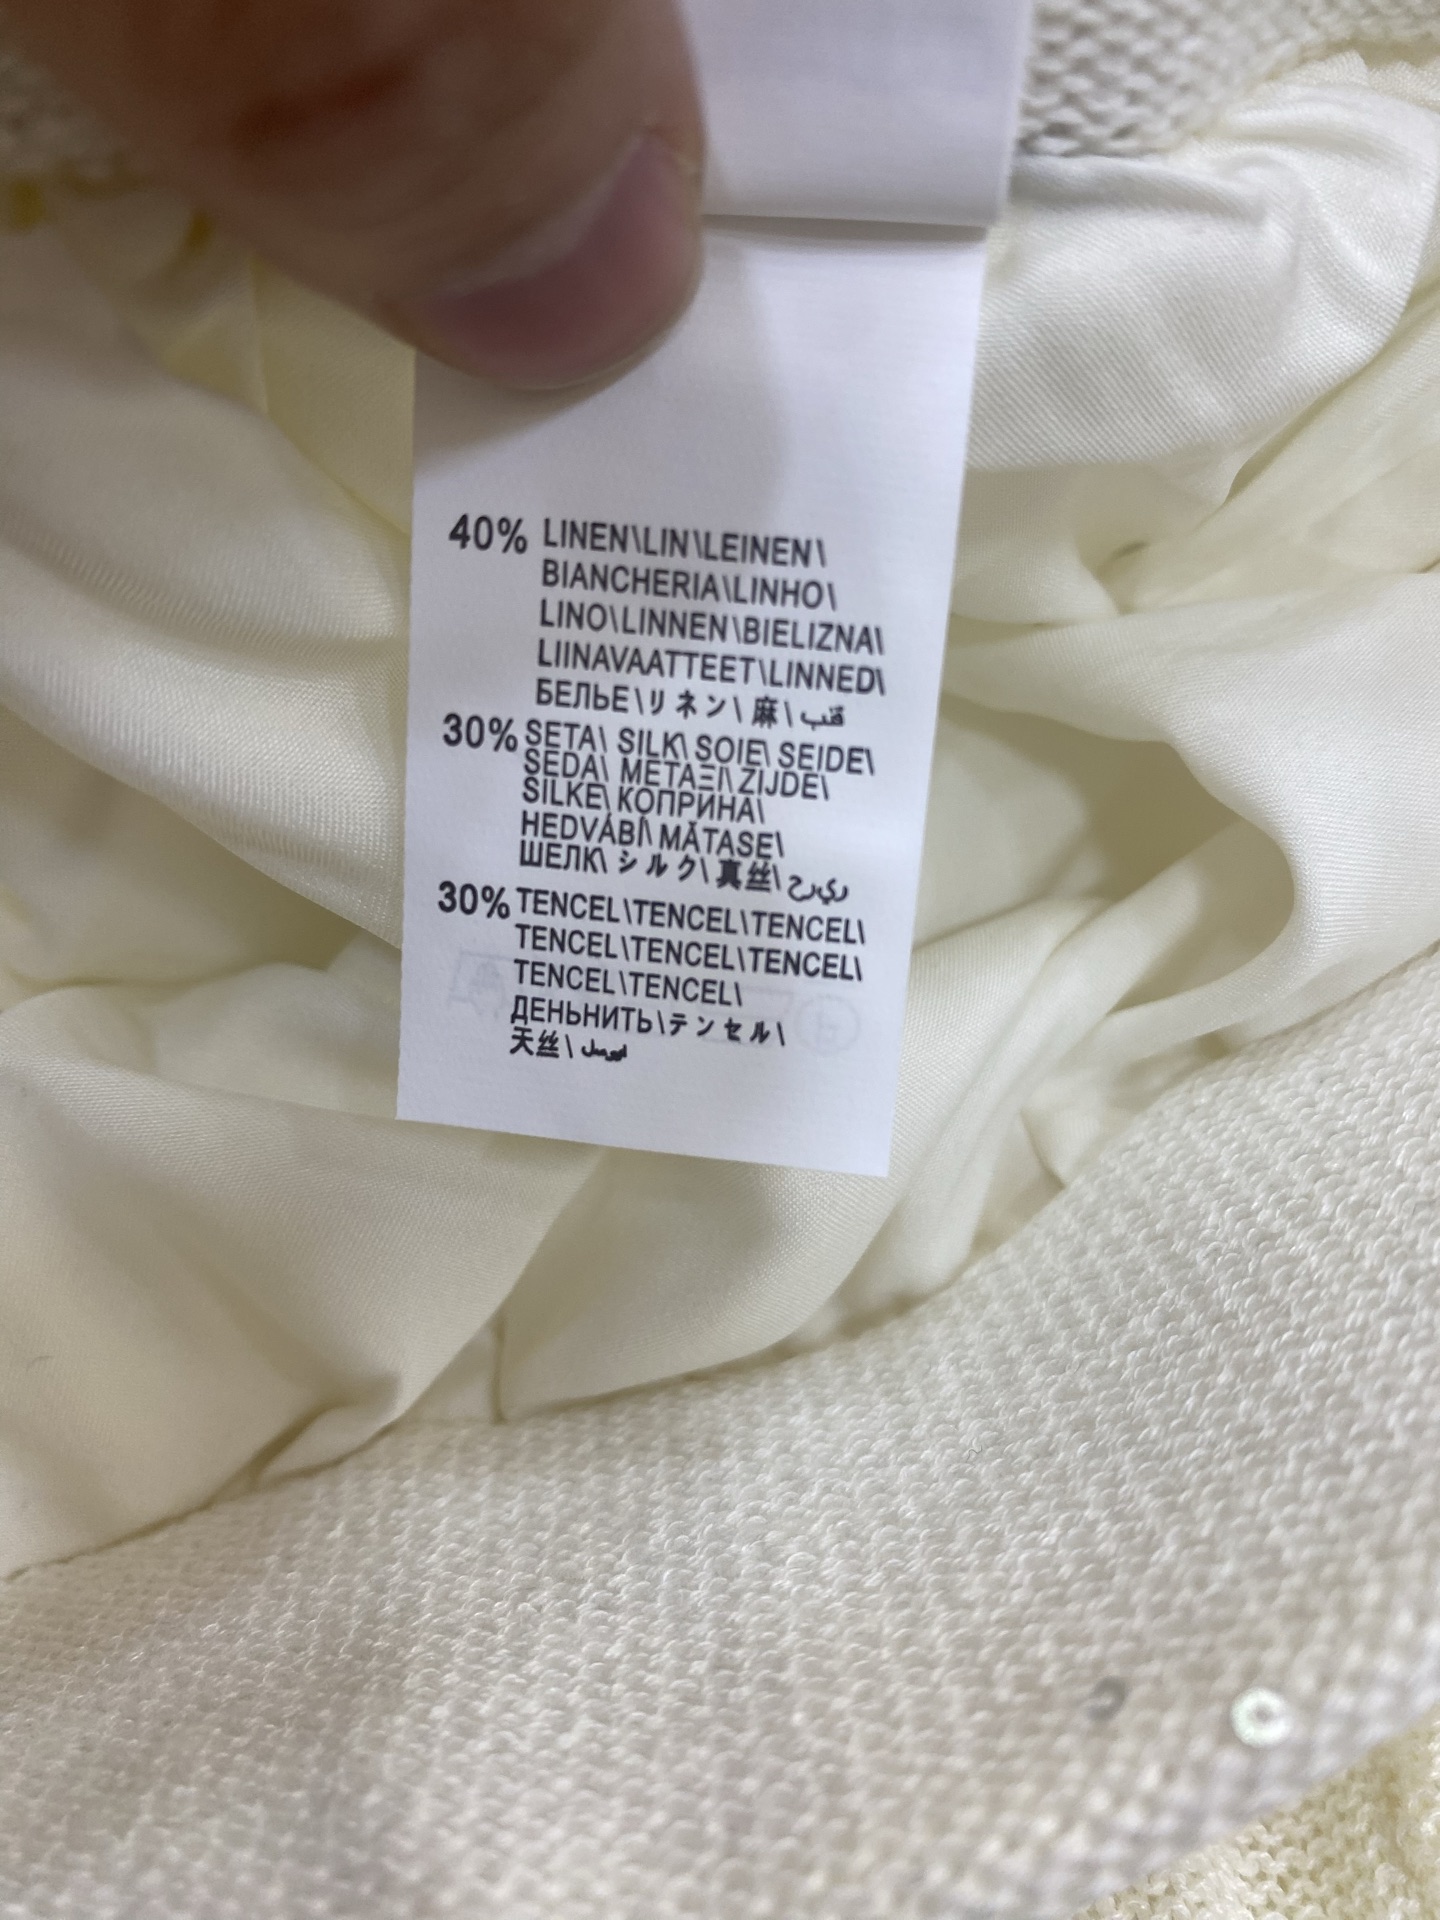 40% LINEN\LIN\LEINEN\
BIANCHERIA\LINHO\
LINO\LINNEN\BIELIZNA\
LIINAVAATTEET\LINNED\
БЕЛЬЕ\リネン\麻\قنب
30% SETA\ SILK\ SOIE\ SEIDE\
SEDA\ ΜΕΤΑΞΙ\ ZIJDE\
SILKE\ КОПРИНА\
HEDVÁBÍ\ MĂTASE\
ШЕЛК\ シルク\ 真丝\ ريرح
30% TENCEL\TENCEL\TENCEL\
TENCEL\TENCEL\TENCEL\
TENCEL\TENCEL\
ДЕНЬНИТЬ\テンセル\
天丝\